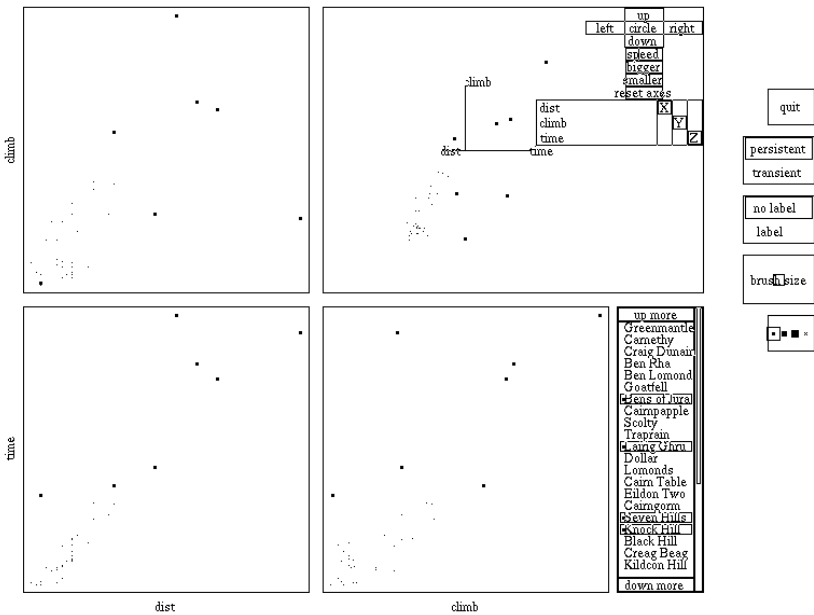 up
left circle right
down
speed
bigger
smaller
reset axes
climb
dist X
climb Y
time Z
dist time
climb
quit
persistent
transient
no label
label
brush size
up more
Greenmantle
Carnethy
Craig Dunain
Ben Rha
Ben Lomond
Goatfell
Bens of Jura
Cairnpapple
Scolty
Traprain
Lairig Ghru
Dollar
Lomonds
Cairn Table
Eildon Two
Cairngorm
Seven Hills
Knock Hill
Black Hill
Creag Beag
Kildcon Hill
down more
time
dist
climb